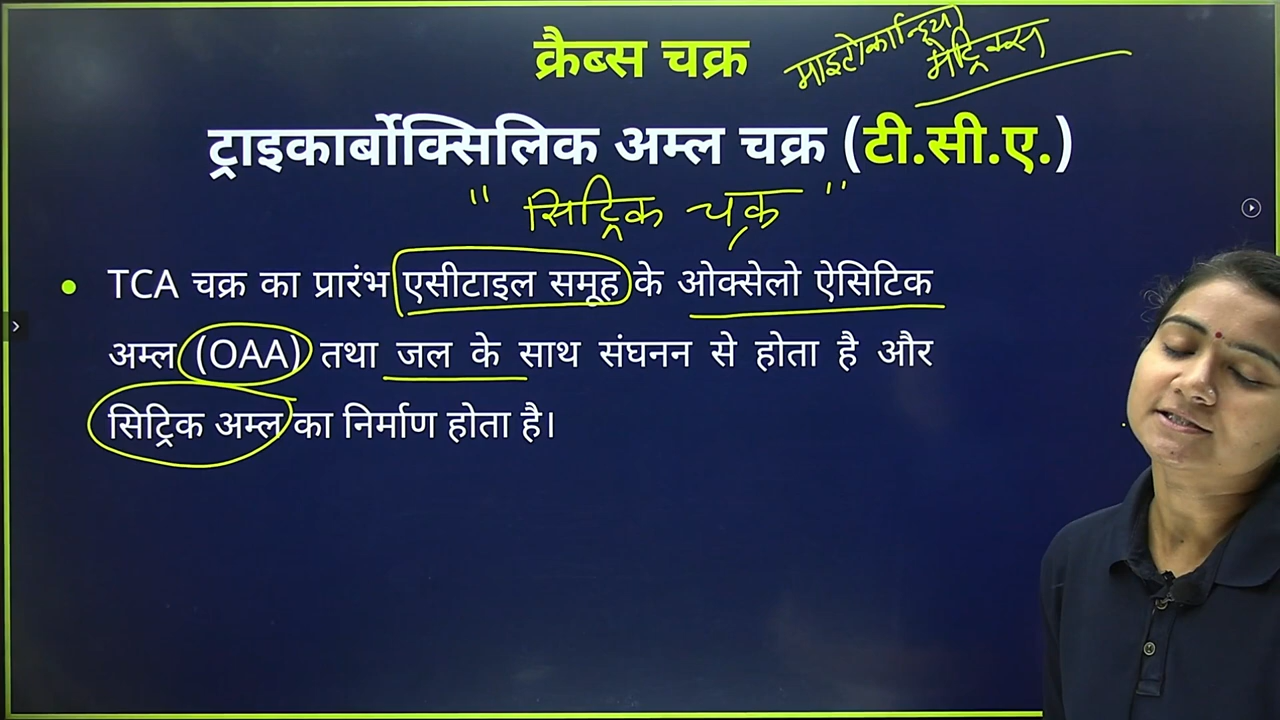 क्रैब्स चक्र
माइटोकॉन्ड्रिया
मैट्रिक्स
ट्राइकार्बोक्सिलिक अम्ल चक्र (टी.सी.ए.)
" सिट्रिक चक्र "
TCA चक्र का प्रारंभ एसीटाइल समूह के ओक्सेलो ऐसिटिक
अम्ल (OAA) तथा जल के साथ संघनन से होता है और
सिट्रिक अम्ल का निर्माण होता है।